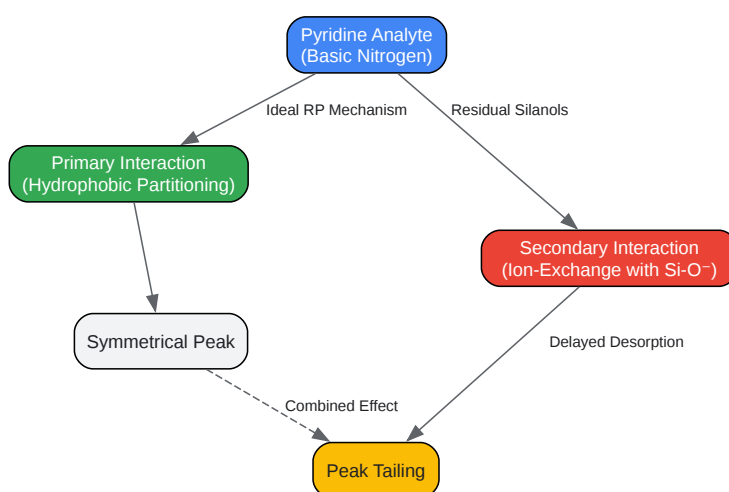 Pyridine Analyte
(Basic Nitrogen)
Ideal RP Mechanism
Residual Silanols
Primary Interaction
(Hydrophobic Partitioning)
Secondary Interaction
(Ion-Exchange with Si-O⁻)
Symmetrical Peak
Delayed Desorption
Combined Effect
Peak Tailing